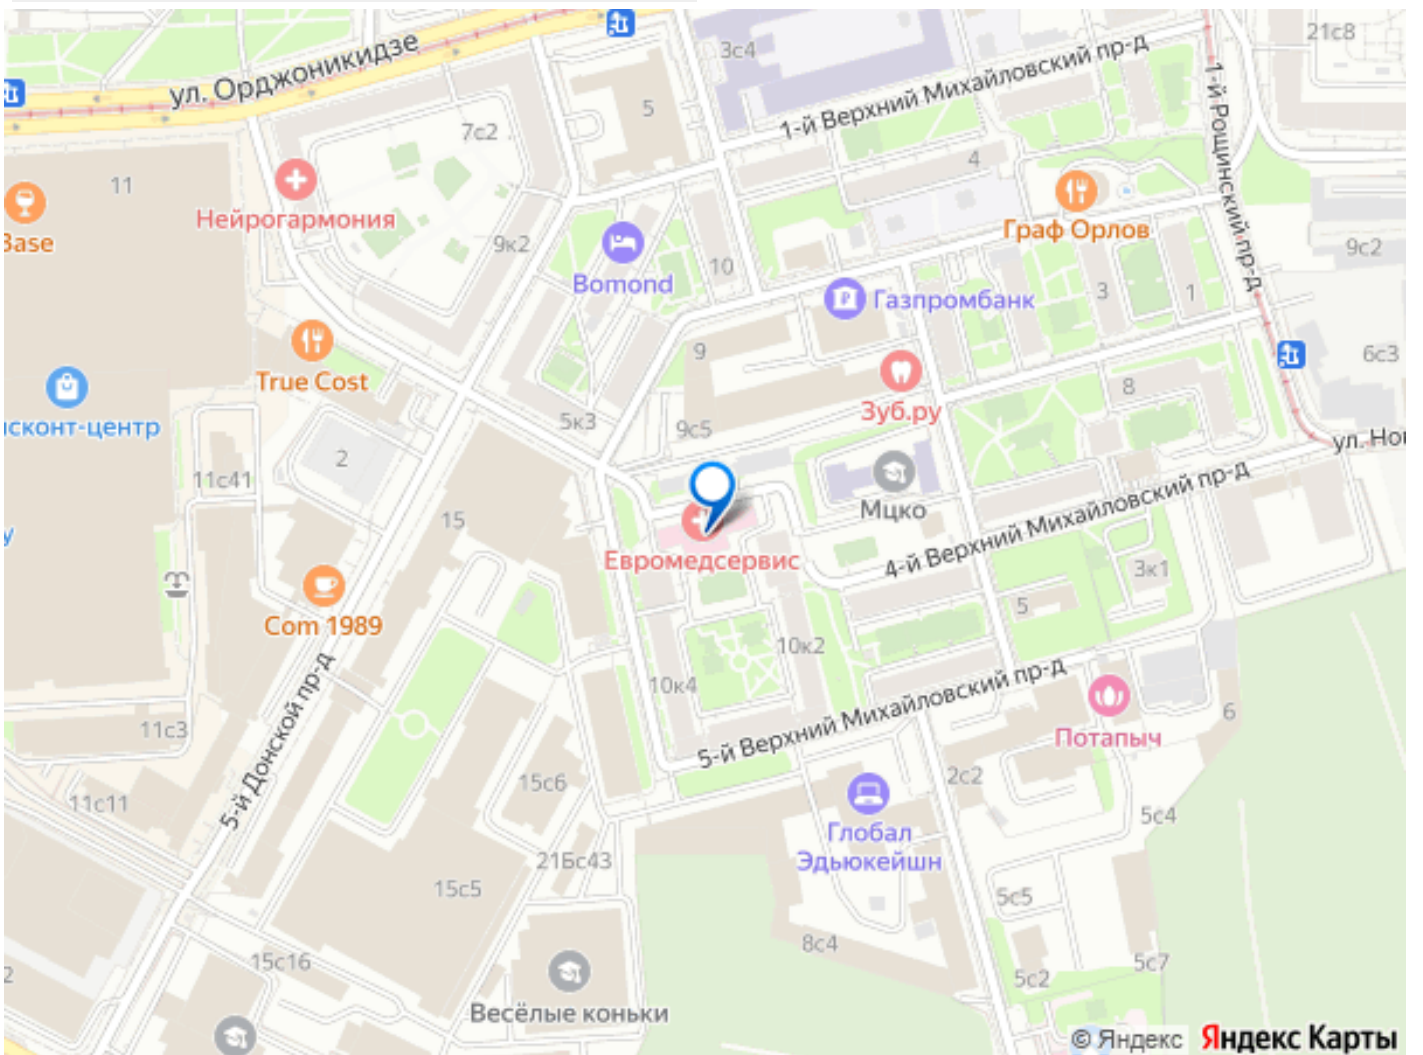 ул. Орджоникидзе
3с4
1-й Верхний Михайловский пр-д
21с8
1-й Рощинский пр-д
5
7с2
11
4
Нейрогармония
Граф Орлов
Base
9к2
Bomond
10
9с2
Газпромбанк
3
1
True Cost
9
6с3
Зуб.ру
8
исконт-центр
5к3
9с5
ул. Нов
2
11с41
Мцко
4-й Верхний Михайловский пр-д
15
у
Евромедсервис
3к1
Com 1989
5
10к2
10к4
5-й Верхний Михайловский пр-д
5-й Донской пр-д
Потапыч
6
11с3
11с11
15с6
2с2
Глобал
Эдьюкейшн
5с4
21Бс43
15с5
5с5
8с4
15с16
2
5с2
5с7
Весёлые коньки
© Яндекс Яндекс Карты